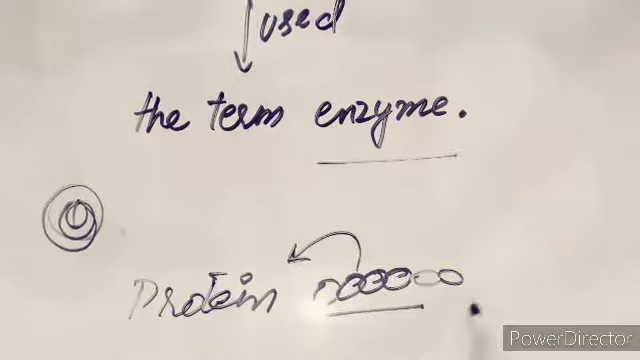 used
the term enzyme.
Protein
PowerDirector